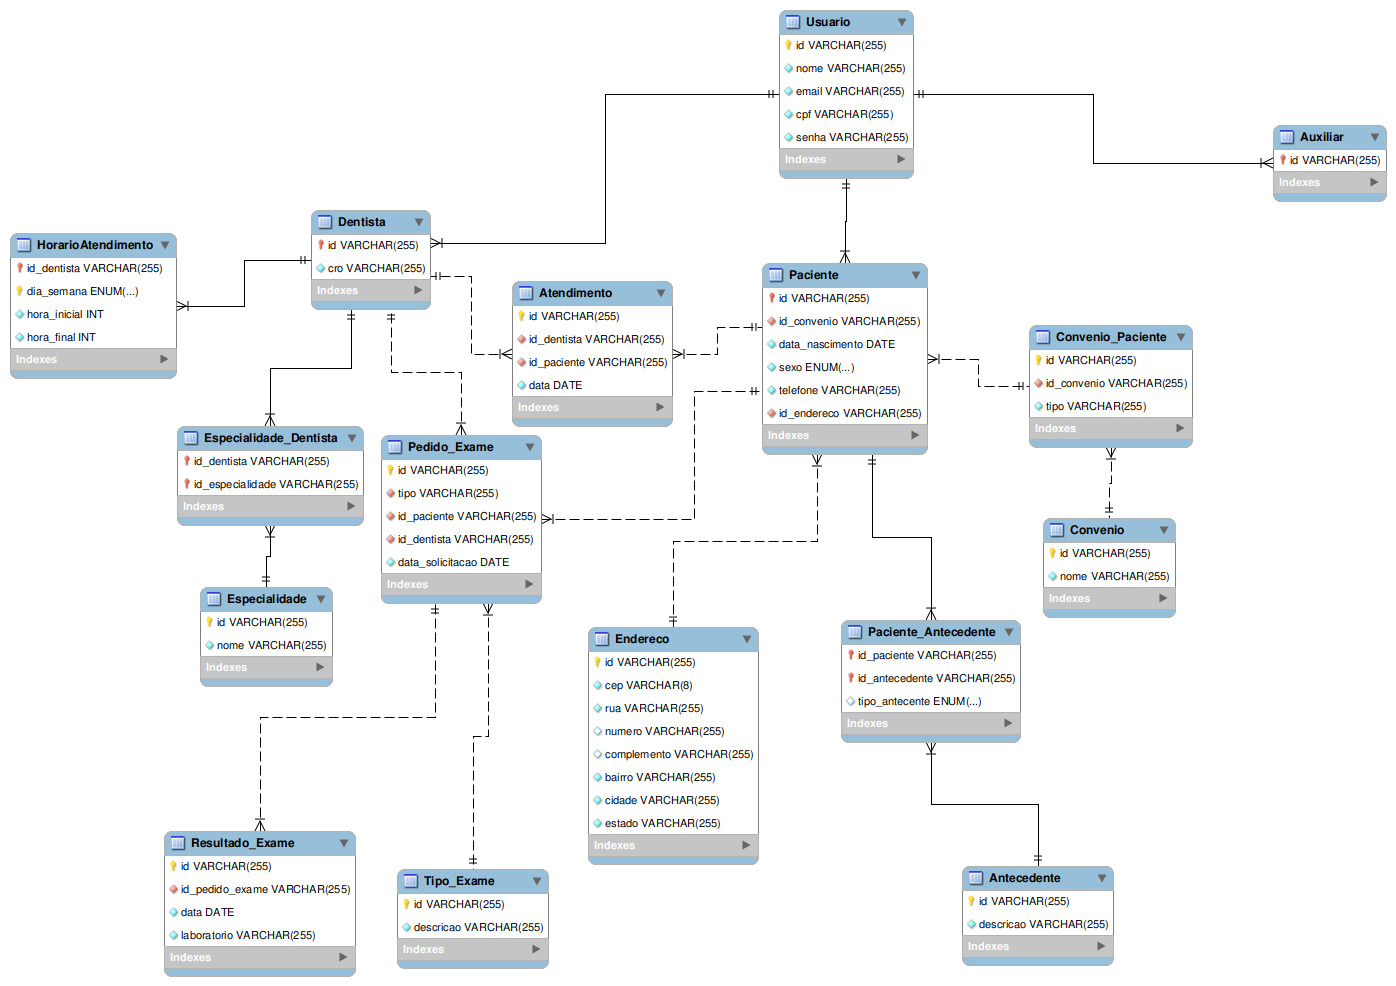 Usuario
id VARCHAR(255)
nome VARCHAR(255)
email VARCHAR(255)
cpf VARCHAR(255)
senha VARCHAR(255)
Indexes
Auxiliar
id VARCHAR(255)
Indexes
Dentista
id VARCHAR(255)
cro VARCHAR(255)
Indexes
HorarioAtendimento
id_dentista VARCHAR(255)
dia_semana ENUM(...)
hora_inicial INT
hora_final INT
Indexes
Atendimento
id VARCHAR(255)
id_dentista VARCHAR(255)
id_paciente VARCHAR(255)
data DATE
Indexes
Paciente
id VARCHAR(255)
id_convenio VARCHAR(255)
data_nascimento DATE
sexo ENUM(...)
telefone VARCHAR(255)
id_endereco VARCHAR(255)
Indexes
Convenio_Paciente
id VARCHAR(255)
id_convenio VARCHAR(255)
tipo VARCHAR(255)
Indexes
Especialidade_Dentista
id_dentista VARCHAR(255)
id_especialidade VARCHAR(255)
Indexes
Pedido_Exame
id VARCHAR(255)
tipo VARCHAR(255)
id_paciente VARCHAR(255)
id_dentista VARCHAR(255)
data_solicitacao DATE
Indexes
Convenio
id VARCHAR(255)
nome VARCHAR(255)
Indexes
Especialidade
id VARCHAR(255)
nome VARCHAR(255)
Indexes
Endereco
id VARCHAR(255)
cep VARCHAR(8)
rua VARCHAR(255)
numero VARCHAR(255)
complemento VARCHAR(255)
bairro VARCHAR(255)
cidade VARCHAR(255)
estado VARCHAR(255)
Indexes
Paciente_Antecedente
id_paciente VARCHAR(255)
id_antecedente VARCHAR(255)
tipo_antecente ENUM(...)
Indexes
Resultado_Exame
id VARCHAR(255)
id_pedido_exame VARCHAR(255)
data DATE
laboratorio VARCHAR(255)
Indexes
Tipo_Exame
id VARCHAR(255)
descricao VARCHAR(255)
Indexes
Antecedente
id VARCHAR(255)
descricao VARCHAR(255)
Indexes